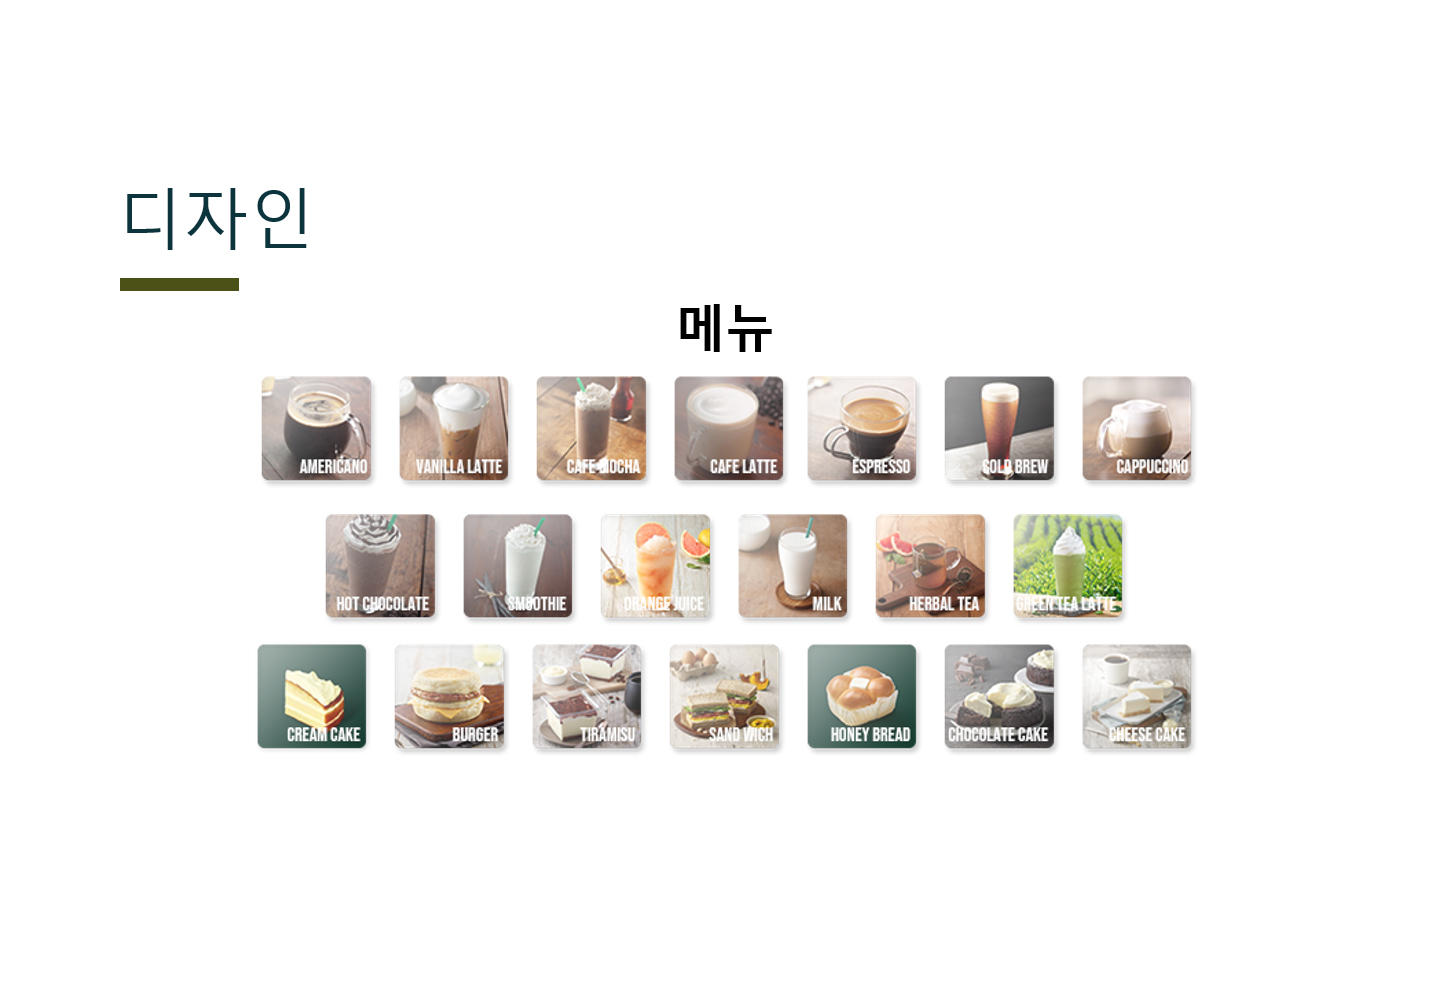 디자인
메뉴
AMERICANO VANILLA LATTE CAFE MOCHA CAFE LATTE ESPRESSO COLD BREW CAPPUCCINO
HOT CHOCOLATE SMOOTHIE ORANGE JUICE MILK HERBAL TEA GREEN TEA LATTE
CREAM CAKE BURGER TIRAMISU SAND WICH HONEY BREAD CHOCOLATE CAKE CHEESE CAKE